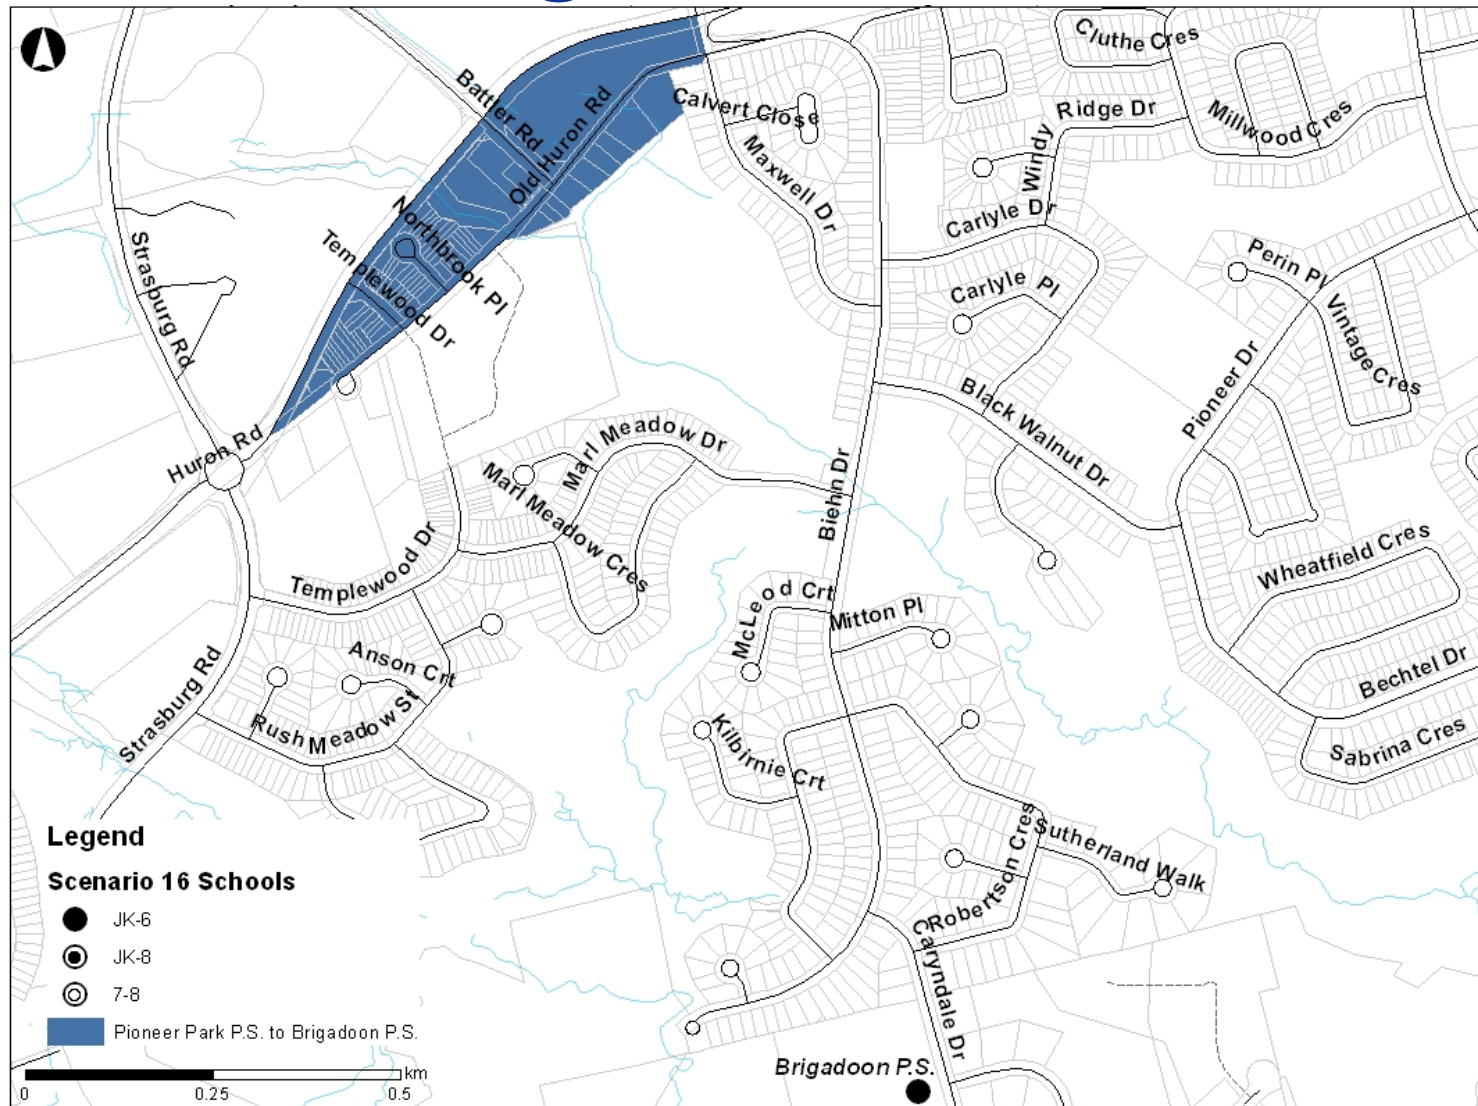 Cluthe Cres
Battler Rd
Calvert Close
Ridge Dr
Millwood Cres
Old Huron Rd
Windy
Maxwell Dr
Northbrook Pl
Carlyle Dr
Templewood Dr
Strasburg Rd
Perin Pl
Carlyle Pl
Vintage Cres
Pioneer Dr
Black Walnut Dr
Huron Rd
Marl Meadow Dr
Marl Meadow Cres
Biehn Dr
Templewood Dr
Wheatfield Cres
McLeod Crt
Mitton Pl
Anson Crt
Bechtel Dr
Strasburg Rd
Rush Meadow St
Kilbirnie Crt
Sabrina Cres
Sutherland Walk
Robertson Cres
Caryndale Dr
Legend
Scenario 16 Schools
JK-6
JK-8
7-8
Pioneer Park P.S. to Brigadoon P.S.
km
0 0.25 0.5
Brigadoon P.S.